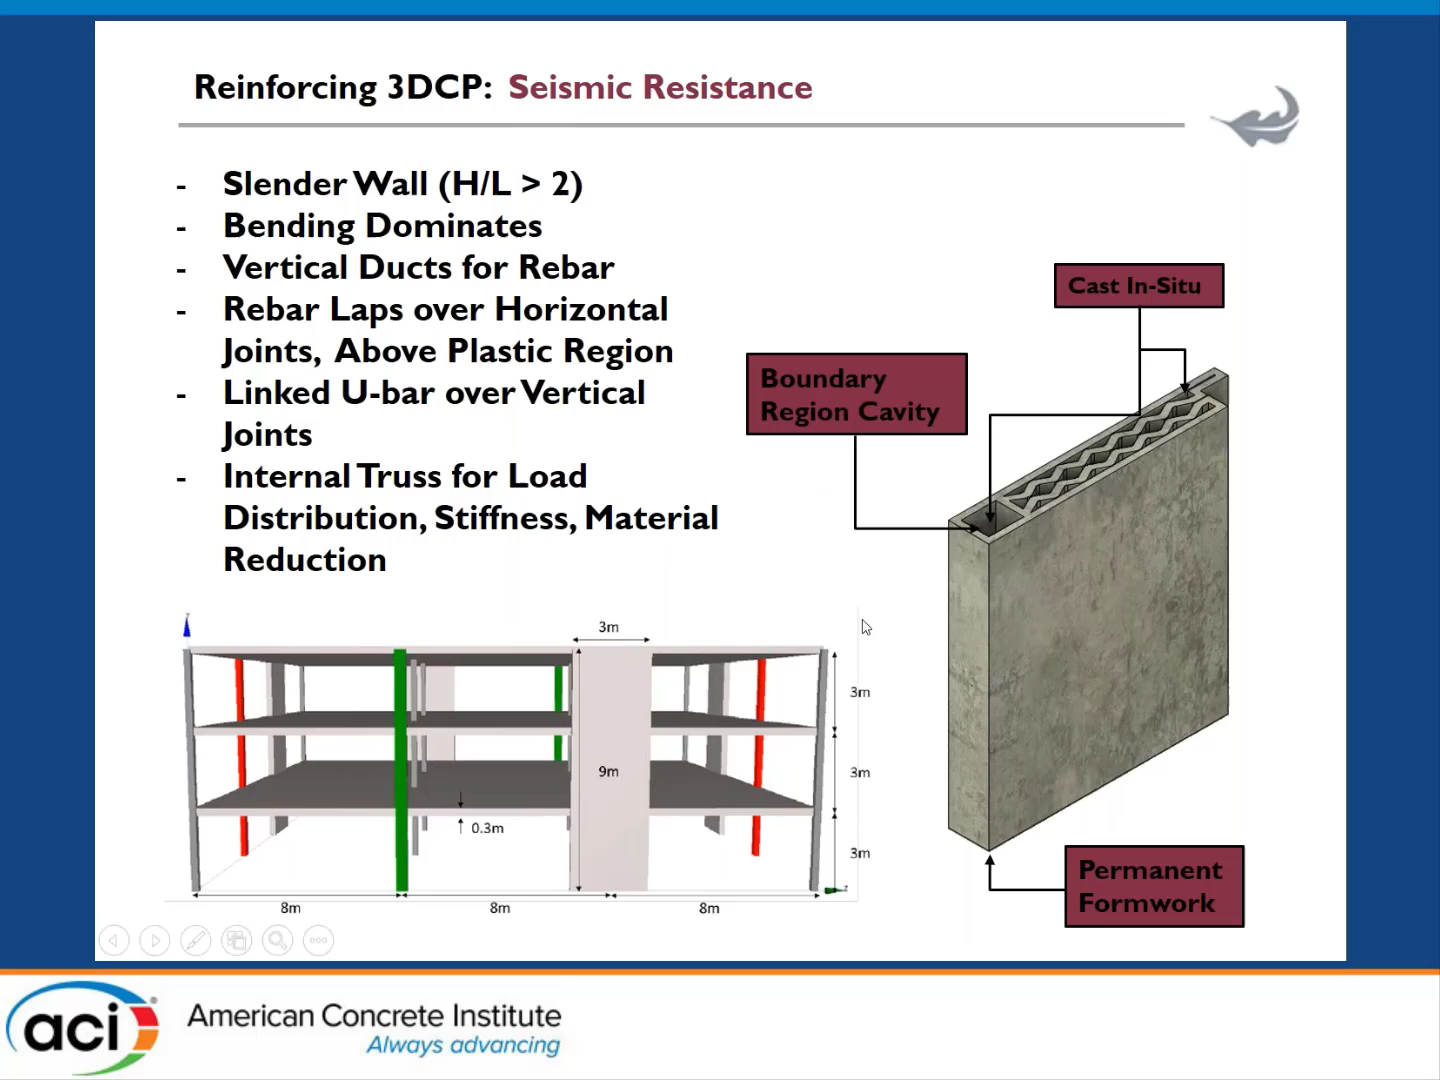 Reinforcing 3DCP: Seismic Resistance
- Slender Wall (H/L > 2)
- Bending Dominates
- Vertical Ducts for Rebar
- Rebar Laps over Horizontal
Joints, Above Plastic Region
- Linked U-bar over Vertical
Joints
- Internal Truss for Load
Distribution, Stiffness, Material
Reduction
Cast In-Situ
Boundary
Region Cavity
Permanent
Formwork
3m
3m
9m
3m
0.3m
3m
8m
8m
8m
aci
American Concrete Institute
Always advancing